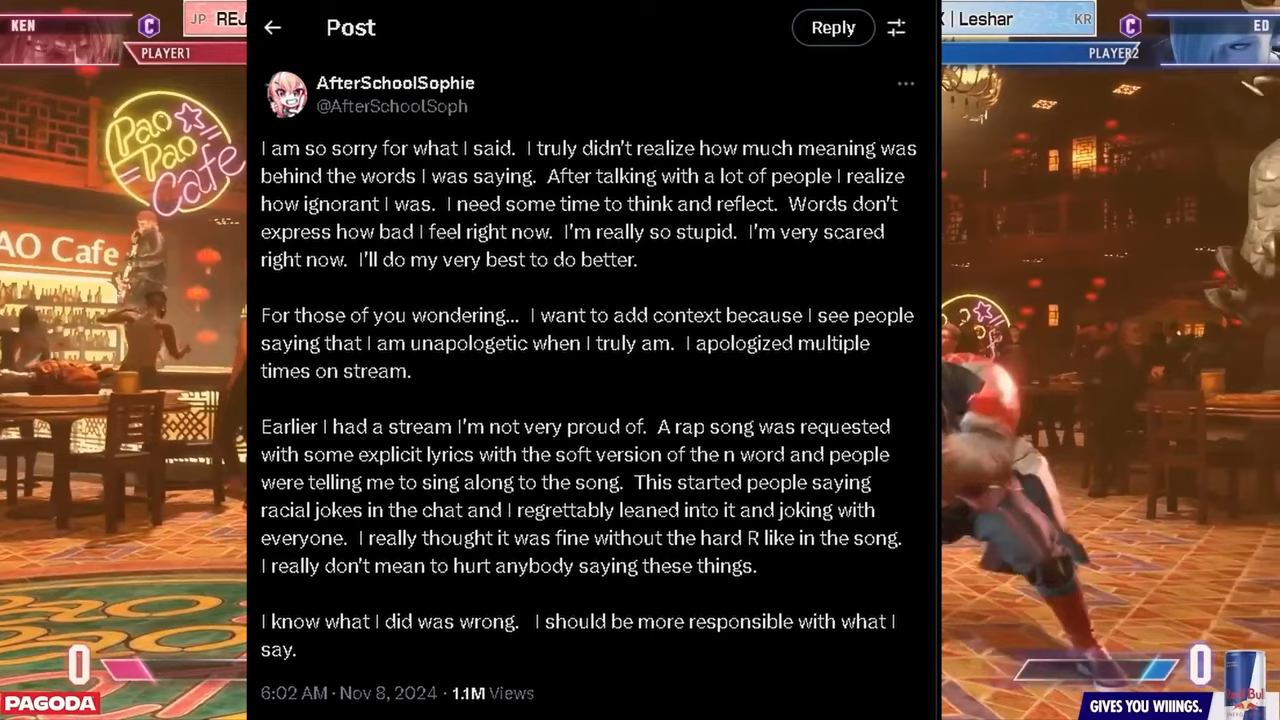 KEN
JP REJ
PLAYER1
C
Pao
Pao
Cafe
AO Cafe
0
PAGODA
Post
Reply
AfterSchoolSophie
@AfterSchoolSoph
I am so sorry for what I said. I truly didn't realize how much meaning was
behind the words I was saying. After talking with a lot of people I realize
how ignorant I was. I need some time to think and reflect. Words don't
express how bad I feel right now. I'm really so stupid. I'm very scared
right now. I'll do my very best to do better.
For those of you wondering... I want to add context because I see people
saying that I am unapologetic when I truly am. I apologized multiple
times on stream.
Earlier I had a stream I'm not very proud of. A rap song was requested
with some explicit lyrics with the soft version of the n word and people
were telling me to sing along to the song. This started people saying
racial jokes in the chat and I regrettably leaned into it and joking with
everyone. I really thought it was fine without the hard R like in the song.
I really don't mean to hurt anybody saying these things.
I know what I did was wrong. I should be more responsible with what I
say.
6:02 AM · Nov 8, 2024 · 1.1M Views
X | Leshar KR
C
ED
PLAYER2
0
GIVES YOU WIIINGS.
Red Bul